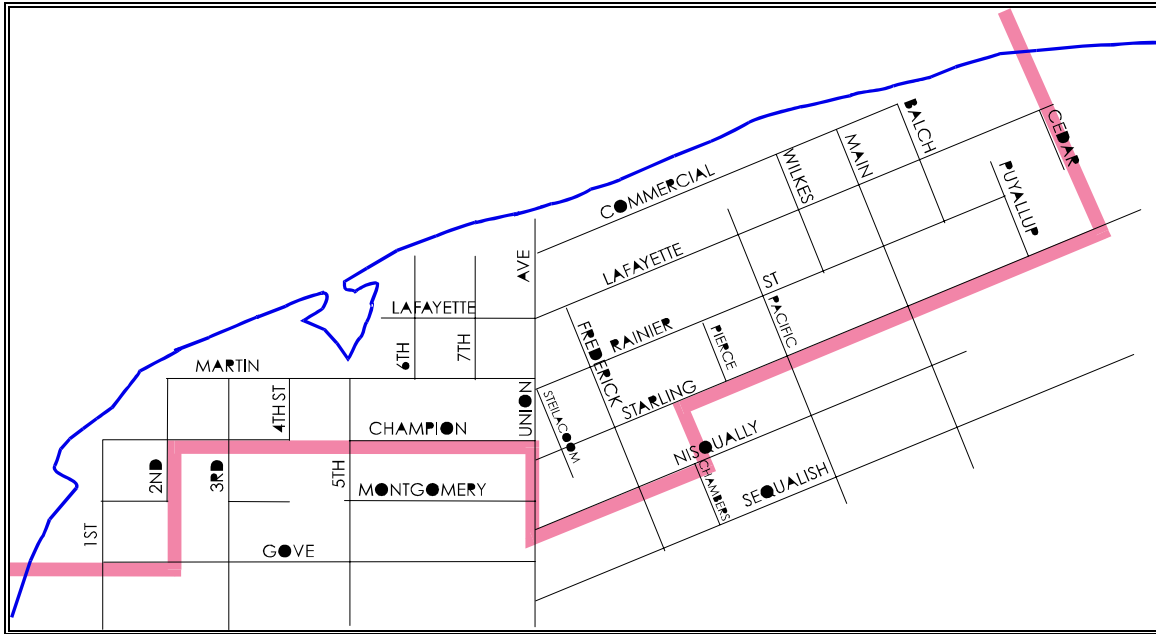 BALCH
CEDAR
MAIN
WILKES
COMMERCIAL
PUYALLUP
AVE
LAFAYETTE
ST
LAFAYETTE
PACIFIC
RAINIER
FREDERICK
PIERCE
6TH
7TH
MARTIN
4TH ST
UNION
STEILACOOM
STARLING
CHAMPION
NISQUALLY
2ND
3RD
5TH
MONTGOMERY
CHAMBERS
SEQUALISH
1ST
GOVE